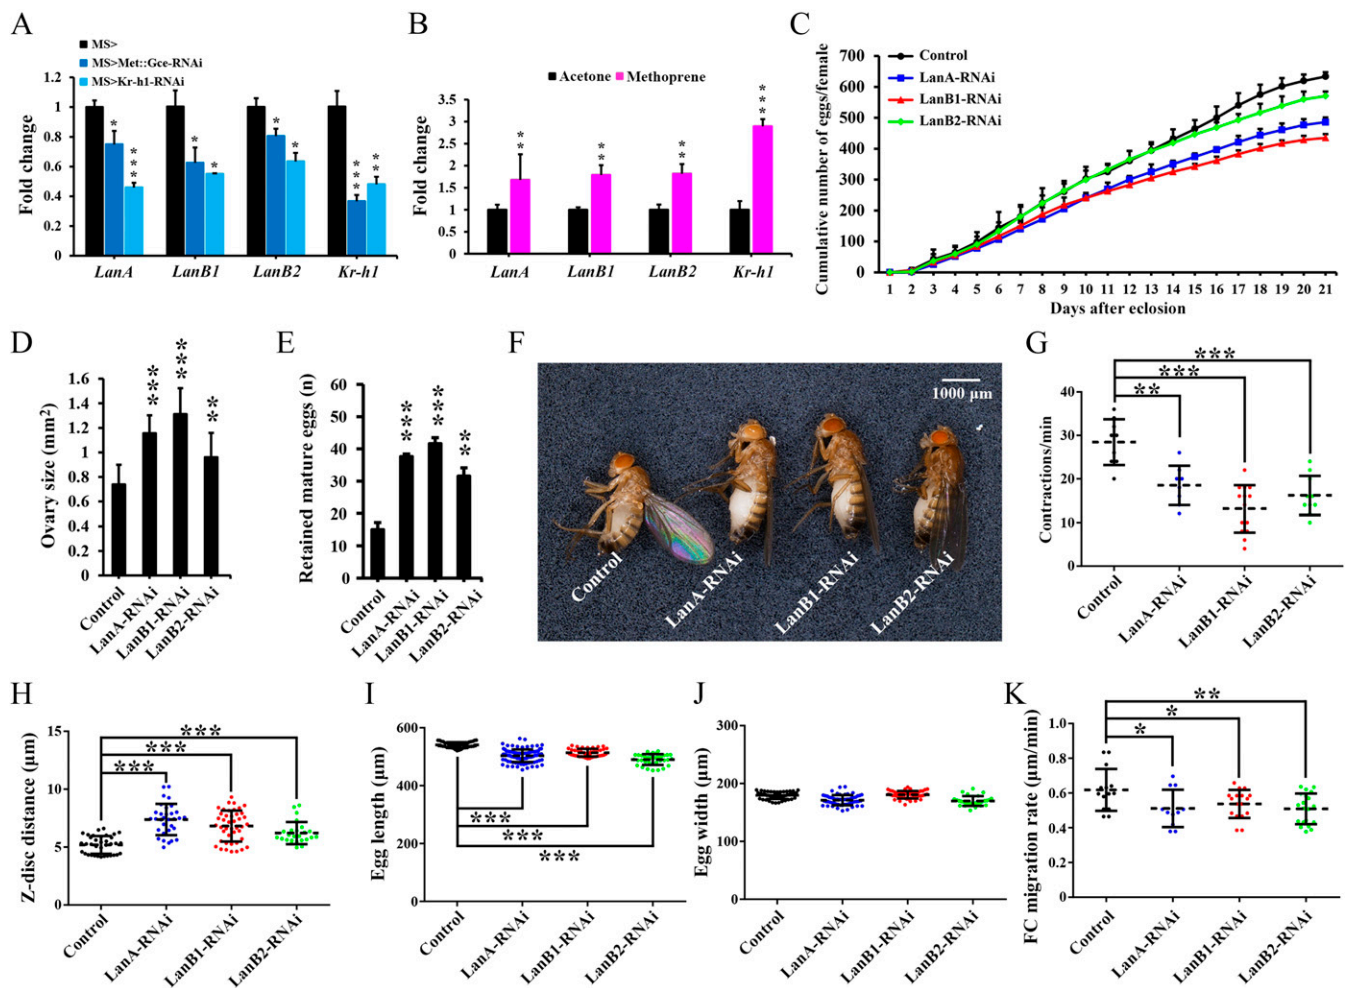 A
MS>
MS>Met::Gce-RNAi
MS>Kr-h1-RNAi
Fold change
1.2
1
0.8
0.6
0.4
0.2
0
*
* * *
*
*
*
*
* * *
* *
LanA
LanB1
LanB2
Kr-h1
B
Acetone
Methoprene
Fold change
3.5
3
2.5
2
1.5
1
0.5
0
* *
* *
* *
* * *
LanA
LanB1
LanB2
Kr-h1
C
Control
LanA-RNAi
LanB1-RNAi
LanB2-RNAi
Cumulative number of eggs/female
700
600
500
400
300
200
100
0
1 2 3 4 5 6 7 8 9 10 11 12 13 14 15 16 17 18 19 20 21
Days after eclosion
D
Ovary size (mm²)
1.6
1.4
1.2
1
0.8
0.6
0.4
0.2
0
***
***
**
Control
LanA-RNAi
LanB1-RNAi
LanB2-RNAi
E
Retained mature eggs (n)
60
50
40
30
20
10
0
***
***
**
Control
LanA-RNAi
LanB1-RNAi
LanB2-RNAi
F
1000 µm
Control
LanA-RNAi
LanB1-RNAi
LanB2-RNAi
G
Contractions/min
40
30
20
10
0
***
***
**
Control
LanA-RNAi
LanB1-RNAi
LanB2-RNAi
H
Z-disc distance (µm)
15
10
5
0
***
***
***
Control
LanA-RNAi
LanB1-RNAi
LanB2-RNAi
I
Egg length (µm)
600
400
200
0
***
***
***
Control
LanA-RNAi
LanB1-RNAi
LanB2-RNAi
J
Egg width (µm)
300
200
100
0
Control
LanA-RNAi
LanB1-RNAi
LanB2-RNAi
K
FC migration rate (µm/min)
1.0
0.8
0.6
0.4
0.2
0
**
*
*
Control
LanA-RNAi
LanB1-RNAi
LanB2-RNAi